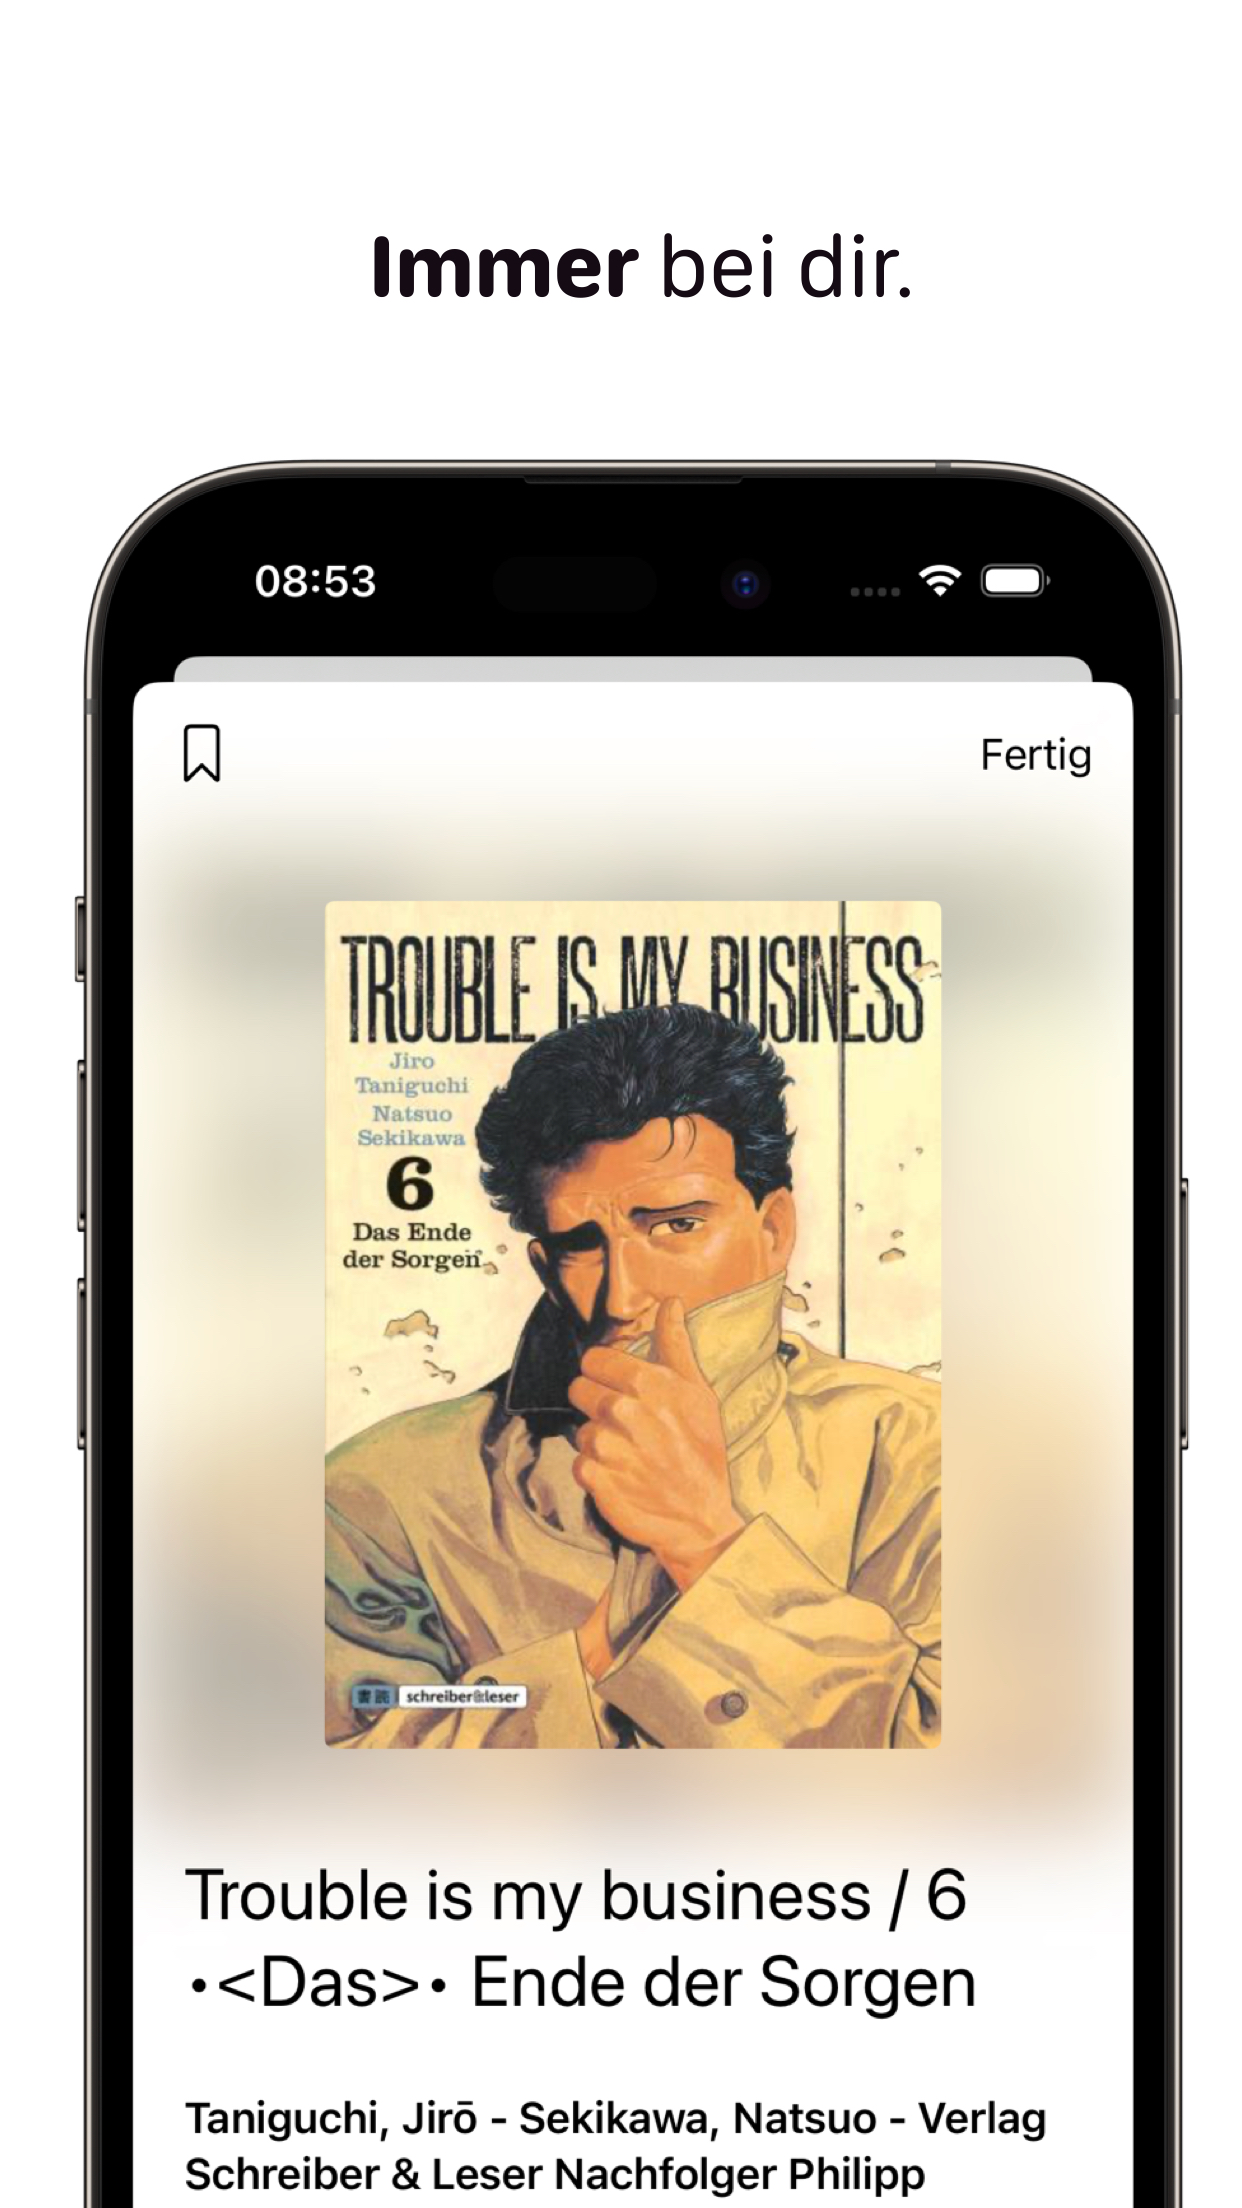 Immer bei dir.
08:53
Fertig
TROUBLE IS MY BUSINESS
Jiro
Taniguchi
Natsuo
Sekikawa
6
Das Ende
der Sorgen
書 読 schreiber&leser
Trouble is my business / 6
•<Das>• Ende der Sorgen
Taniguchi, Jirō - Sekikawa, Natsuo - Verlag
Schreiber & Leser Nachfolger Philipp